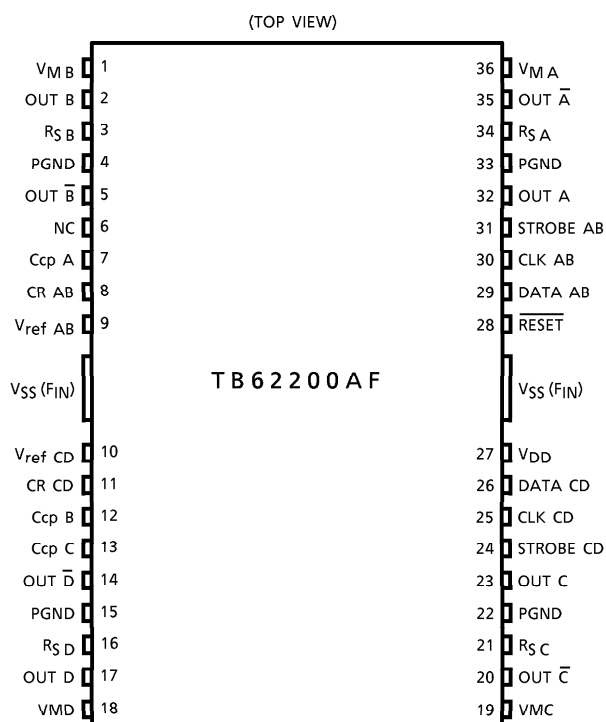 (TOP VIEW)
VM B 1 36 VM A
OUT B 2 35 OUT A̅
RS B 3 34 RS A
PGND 4 33 PGND
OUT B̅ 5 32 OUT A
NC 6 31 STROBE AB
Ccp A 7 30 CLK AB
CR AB 8 29 DATA AB
Vref AB 9 28 R̅E̅S̅E̅T̅
VSS (FIN) TB62200AF VSS (FIN)
Vref CD 10 27 VDD
CR CD 11 26 DATA CD
Ccp B 12 25 CLK CD
Ccp C 13 24 STROBE CD
OUT D̅ 14 23 OUT C
PGND 15 22 PGND
RS D 16 21 RS C
OUT D 17 20 OUT C̅
VMD 18 19 VMC